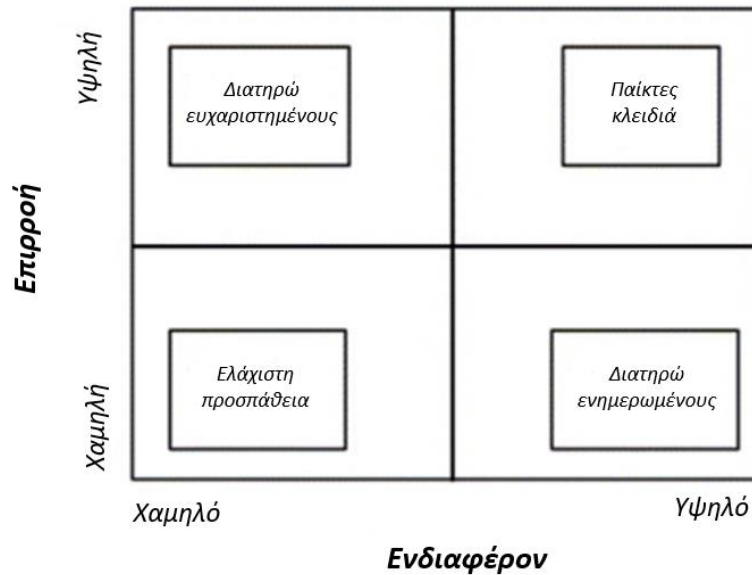 Υψηλή
Διατηρώ
ευχαριστημένους
Παίκτες
κλειδιά
Επιρροή
Χαμηλή
Ελάχιστη
προσπάθεια
Διατηρώ
ενημερωμένους
Χαμηλό
Υψηλό
Ενδιαφέρον